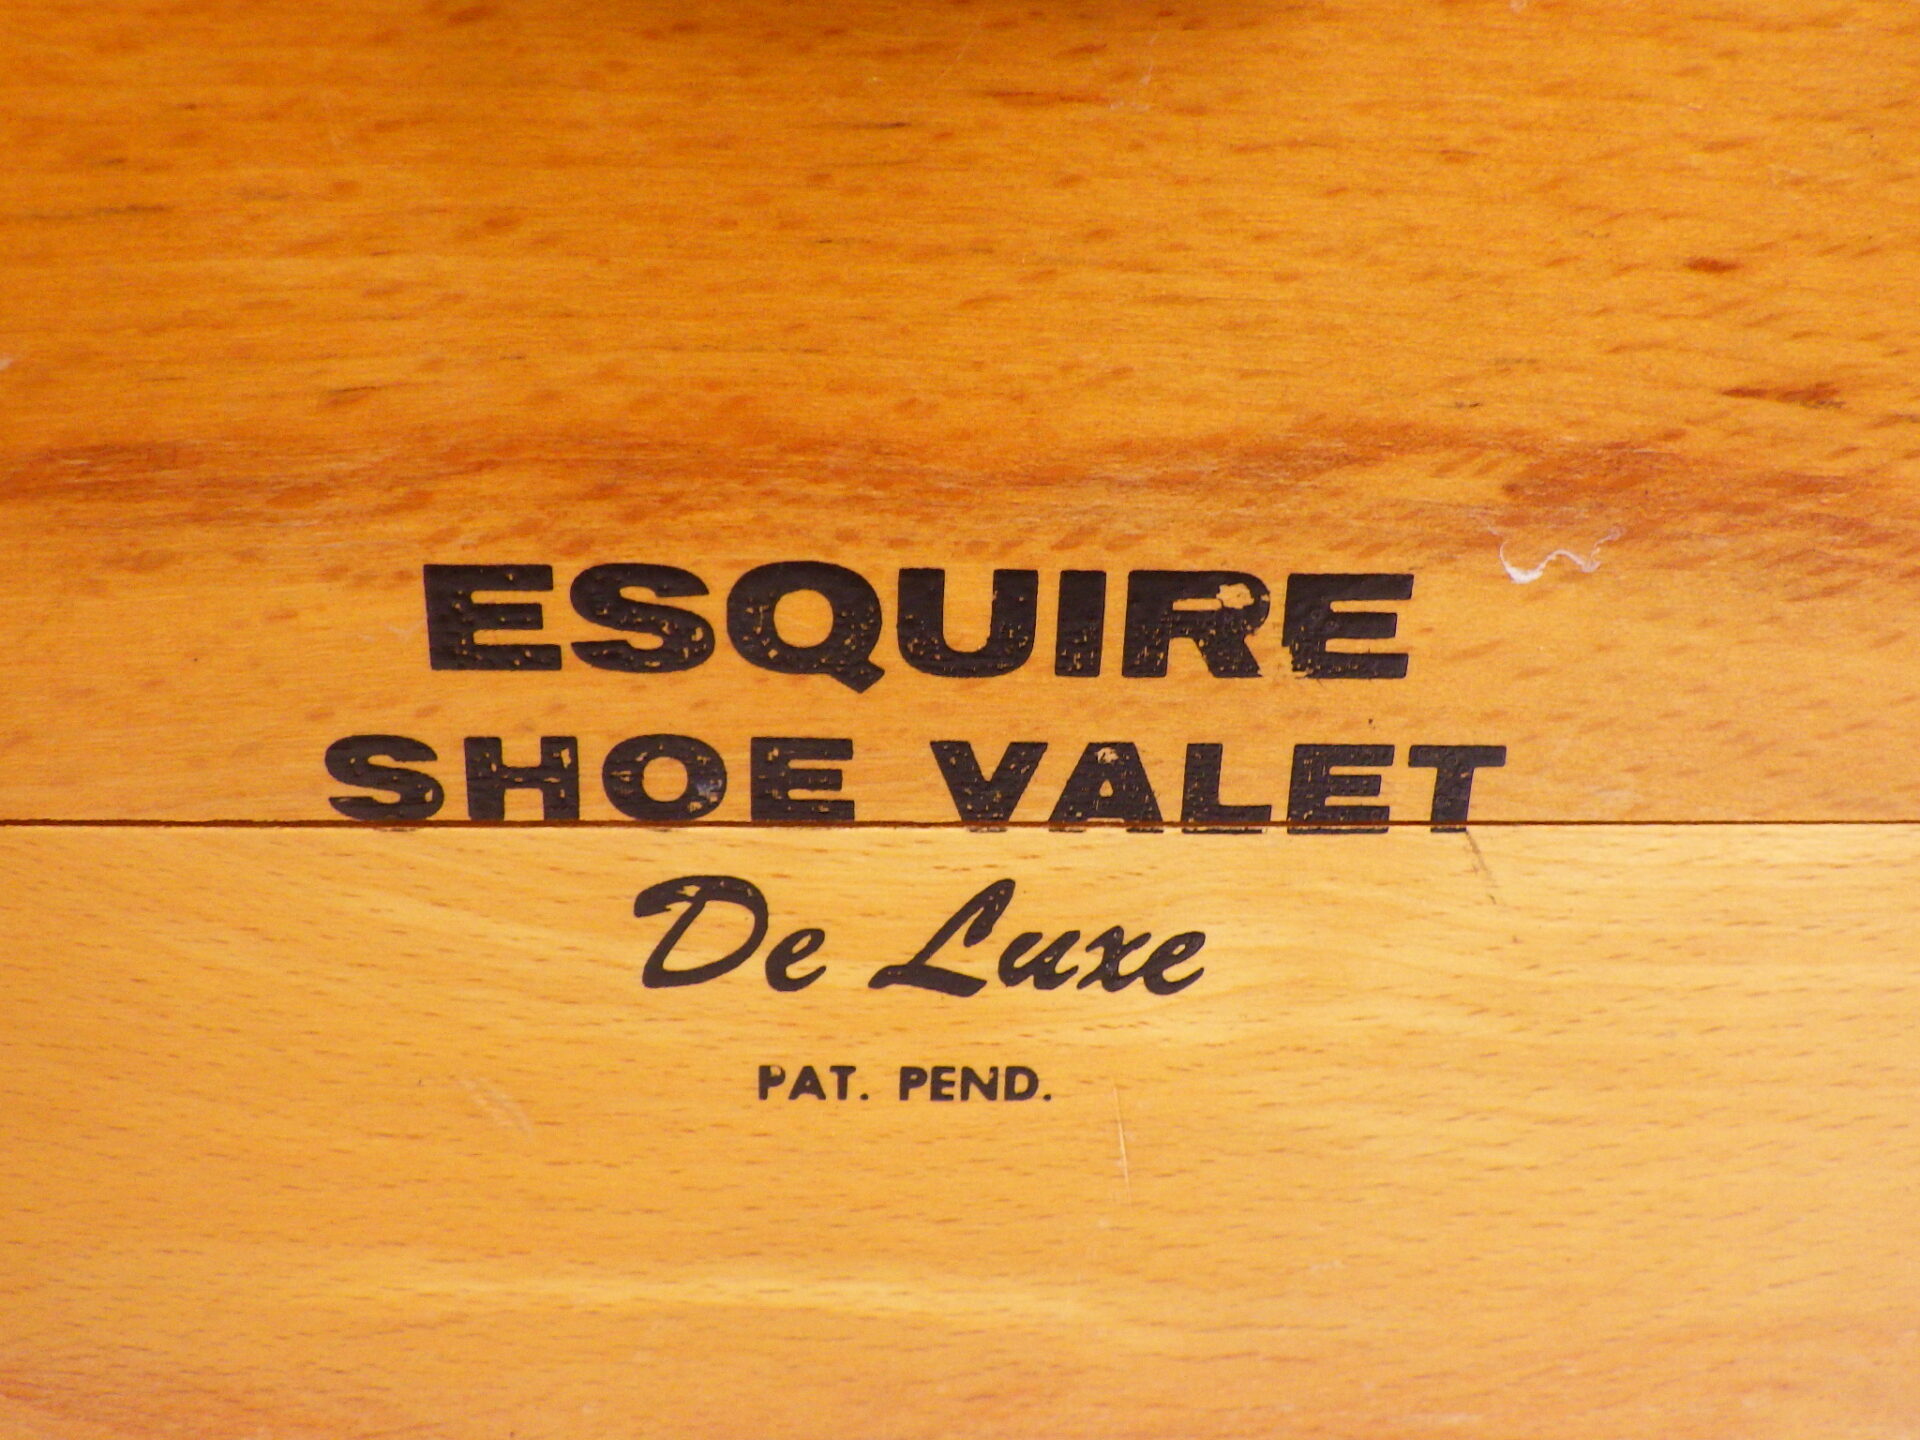 ESQUIRE
SHOE VALET
De Luxe
PAT. PEND.